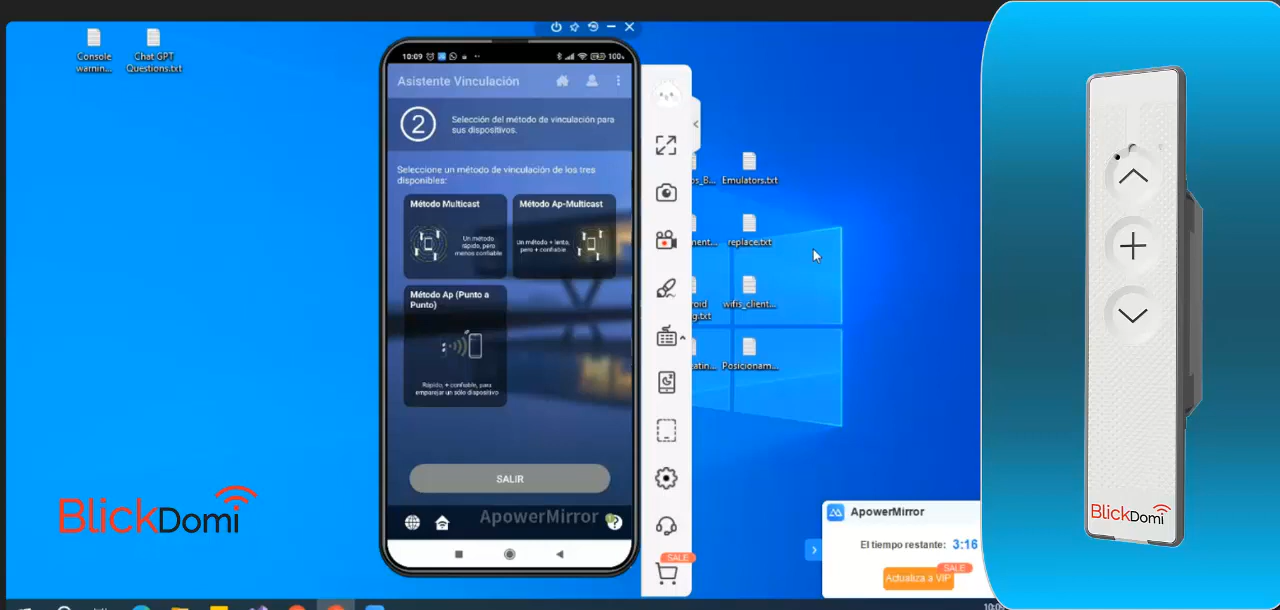 Console
warnin...
Chat GPT
Questions.txt
10:09
100%
Asistente Vinculación
2
Selección del método de vinculación para
sus dispositivos.
Seleccione un método de vinculación de los tres
disponibles:
Método Multicast
Un método
rápido, pero
menos confiable
Método Ap-Multicast
Un método + lento,
pero + confiable
Método Ap (Punto a
Punto)
Rápido, + confiable, para
emparejar un sólo dispositivo
SALIR
ApowerMirror
SALE
Emulators.txt
replace.txt
wifis_client...
Posicionam...
BlickDomi
ApowerMirror
El tiempo restante: 3:16
SALE
Actualiza a VIP
BlickDomi